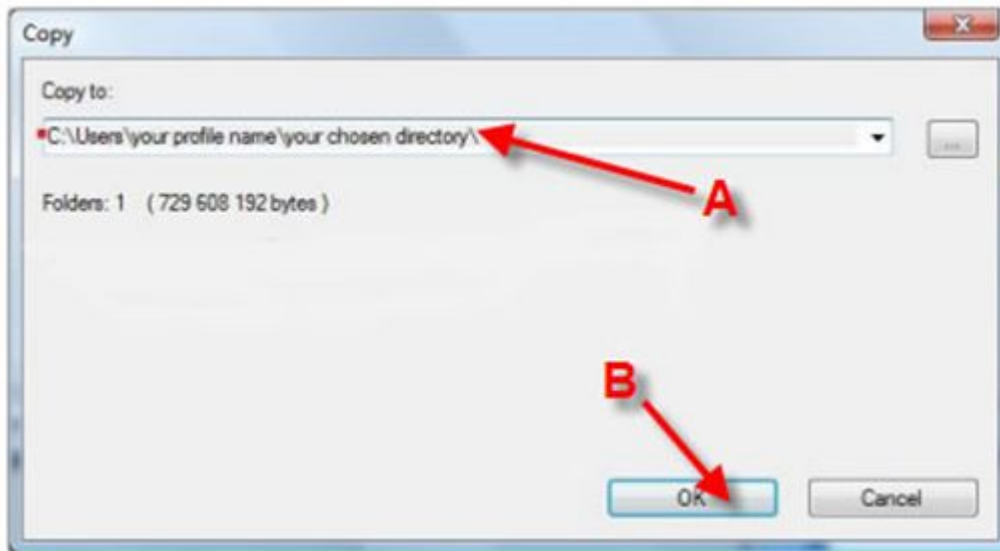 Copy
Copy to:
*C:\Users\your profile name\your chosen directory\
...
Folders: 1 ( 729 608 192 bytes )
A
B
OK
Cancel